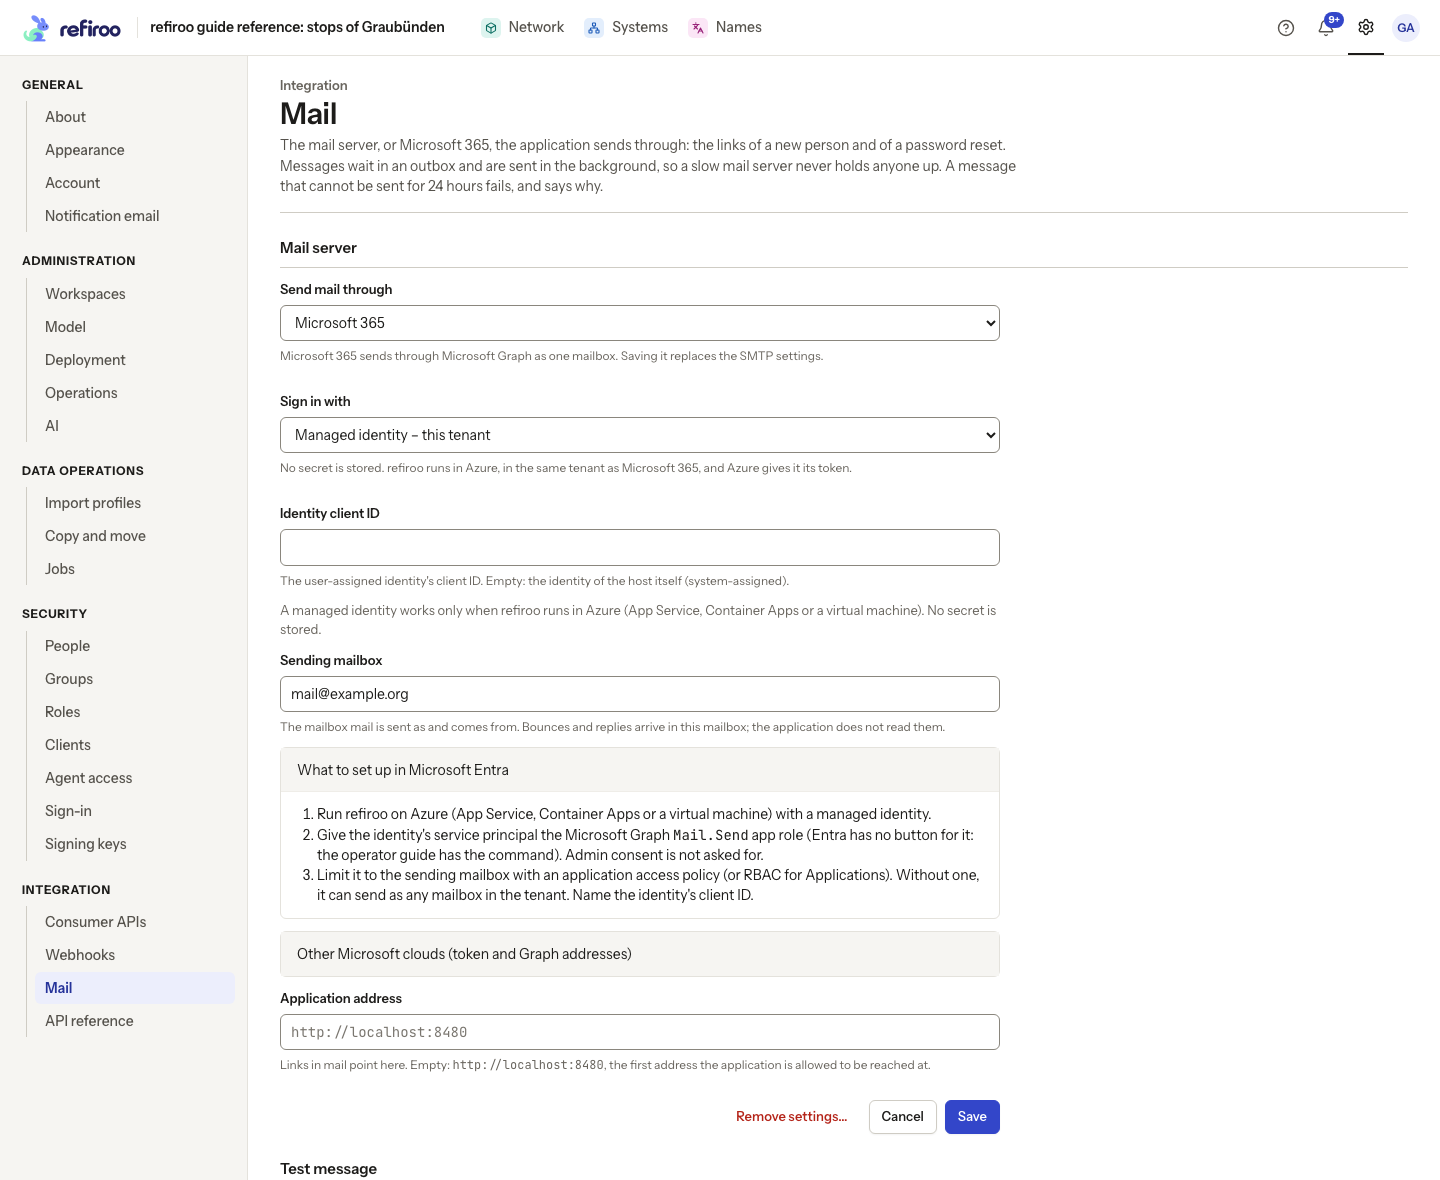 refiroo
refiroo guide reference: stops of Graubünden
Network
Systems
Names
9+
GA
GENERAL
About
Appearance
Account
Notification email
ADMINISTRATION
Workspaces
Model
Deployment
Operations
AI
DATA OPERATIONS
Import profiles
Copy and move
Jobs
SECURITY
People
Groups
Roles
Clients
Agent access
Sign-in
Signing keys
INTEGRATION
Consumer APIs
Webhooks
Mail
API reference
Integration
Mail
The mail server, or Microsoft 365, the application sends through: the links of a new person and of a password reset.
Messages wait in an outbox and are sent in the background, so a slow mail server never holds anyone up. A message
that cannot be sent for 24 hours fails, and says why.
Mail server
Send mail through
Microsoft 365
Microsoft 365 sends through Microsoft Graph as one mailbox. Saving it replaces the SMTP settings.
Sign in with
Managed identity – this tenant
No secret is stored. refiroo runs in Azure, in the same tenant as Microsoft 365, and Azure gives it its token.
Identity client ID
The user-assigned identity's client ID. Empty: the identity of the host itself (system-assigned).
A managed identity works only when refiroo runs in Azure (App Service, Container Apps or a virtual machine). No secret is
stored.
Sending mailbox
mail@example.org
The mailbox mail is sent as and comes from. Bounces and replies arrive in this mailbox; the application does not read them.
What to set up in Microsoft Entra
1. Run refiroo on Azure (App Service, Container Apps or a virtual machine) with a managed identity.
2. Give the identity's service principal the Microsoft Graph Mail.Send app role (Entra has no button for it:
the operator guide has the command). Admin consent is not asked for.
3. Limit it to the sending mailbox with an application access policy (or RBAC for Applications). Without one,
it can send as any mailbox in the tenant. Name the identity's client ID.
Other Microsoft clouds (token and Graph addresses)
Application address
http://localhost:8480
Links in mail point here. Empty: http://localhost:8480, the first address the application is allowed to be reached at.
Remove settings...
Cancel
Save
Test message